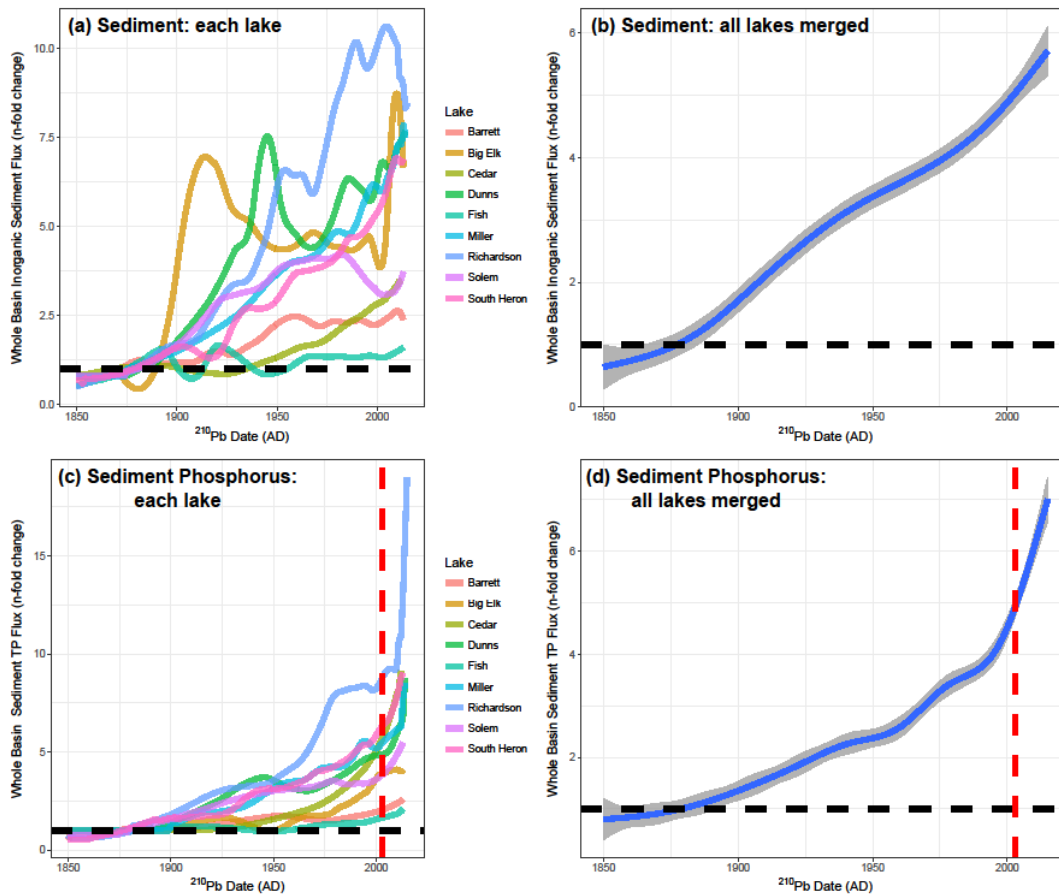 (a) Sediment: each lake
Whole Basin Inorganic Sediment Flux (n-fold change)
10.0
7.5
5.0
2.5
0.0
1850
1900
1950
2000
210Pb Date (AD)
Lake
Barrett
Big Elk
Cedar
Dunns
Fish
Miller
Richardson
Solem
South Heron
(b) Sediment: all lakes merged
Whole Basin Inorganic Sediment Flux (n-fold change)
6
4
2
0
1850
1900
1950
2000
210Pb Date (AD)
(c) Sediment Phosphorus:
each lake
Whole Basin Sediment TP Flux (n-fold change)
15
10
5
0
1850
1900
1950
2000
210Pb Date (AD)
Lake
Barrett
Big Elk
Cedar
Dunns
Fish
Miller
Richardson
Solem
South Heron
(d) Sediment Phosphorus:
all lakes merged
Whole Basin Sediment TP Flux (n-fold change)
6
4
2
1850
1900
1950
2000
210Pb Date (AD)